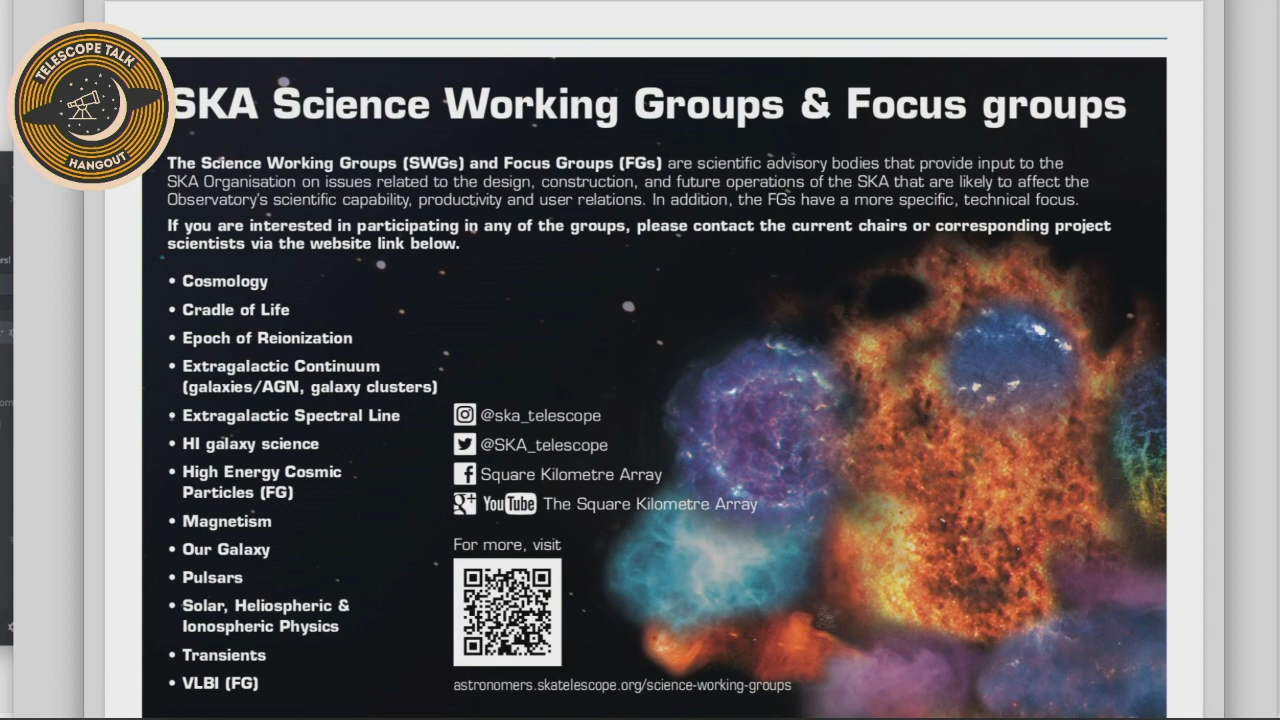 TELESCOPE TALK
HANGOUT
SKA Science Working Groups & Focus groups
The Science Working Groups (SWGs) and Focus Groups (FGs) are scientific advisory bodies that provide input to the
SKA Organisation on issues related to the design, construction, and future operations of the SKA that are likely to affect the
Observatory's scientific capability, productivity and user relations. In addition, the FGs have a more specific, technical focus.
If you are interested in participating in any of the groups, please contact the current chairs or corresponding project
scientists via the website link below.
• Cosmology
• Cradle of Life
• Epoch of Reionization
• Extragalactic Continuum
(galaxies/AGN, galaxy clusters)
• Extragalactic Spectral Line
• HI galaxy science
• High Energy Cosmic
Particles (FG)
• Magnetism
• Our Galaxy
• Pulsars
• Solar, Heliospheric &
Ionospheric Physics
• Transients
• VLBI (FG)
@ska_telescope
@SKA_telescope
Square Kilometre Array
g+ YouTube The Square Kilometre Array
For more, visit
astronomers.skatelescope.org/science-working-groups